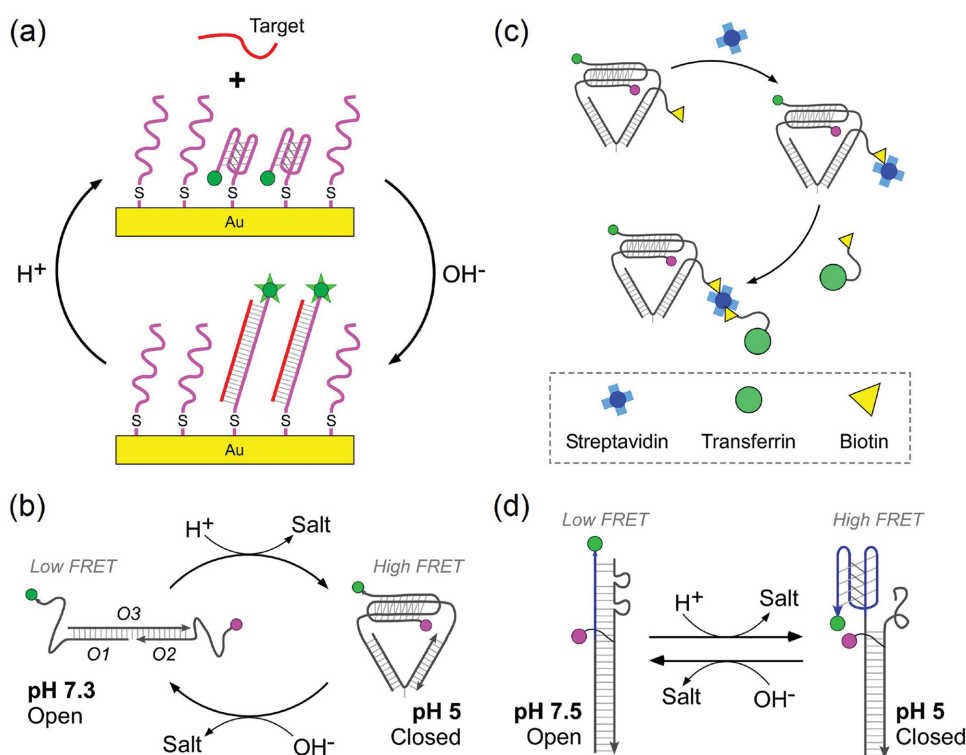 (a)
Target
+
S S S S S
Au
H+
OH-
S S S S S
Au
(b)
H+
Salt
Low FRET
High FRET
O3
O1
O2
pH 7.3
Open
pH 5
Closed
Salt
OH-
(c)
Streptavidin
Transferrin
Biotin
(d)
Low FRET
High FRET
H+
Salt
Salt
OH-
pH 7.5
Open
pH 5
Closed